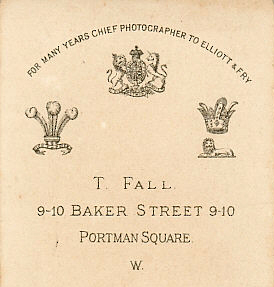 FOR MANY YEARS CHIEF PHOTOGRAPHER TO ELLIOTT & FRY
T. FALL.
9-10 BAKER STREET 9-10
PORTMAN SQUARE.
W.